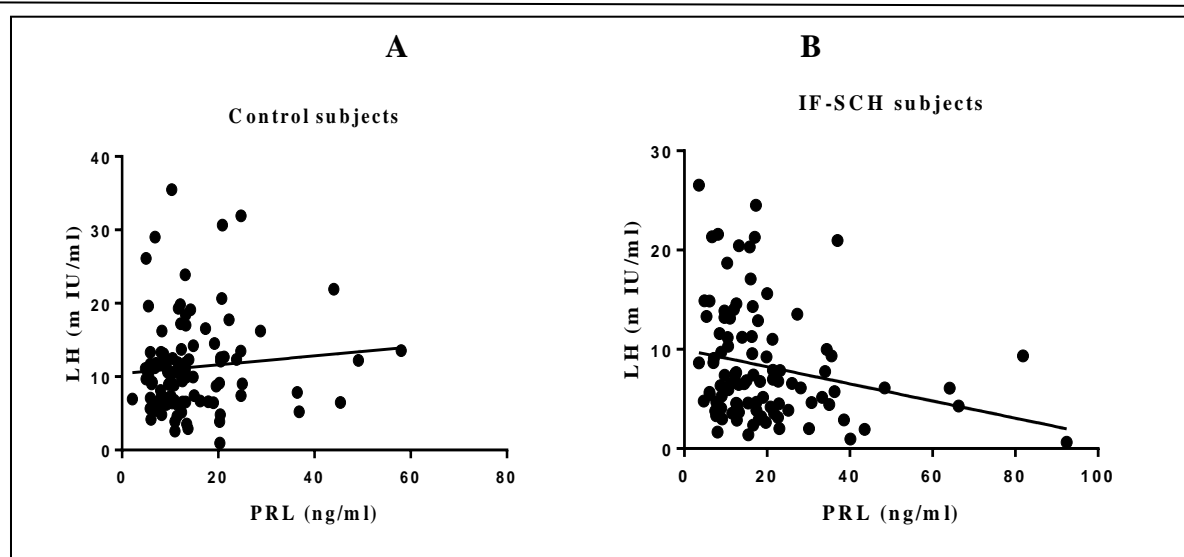 A
B
Control subjects
IF-SCH subjects
40
30
20
10
0
LH (m IU/ml)
0 20 40 60 80
PRL (ng/ml)
30
20
10
0
LH (m IU/ml)
0 20 40 60 80 100
PRL (ng/ml)